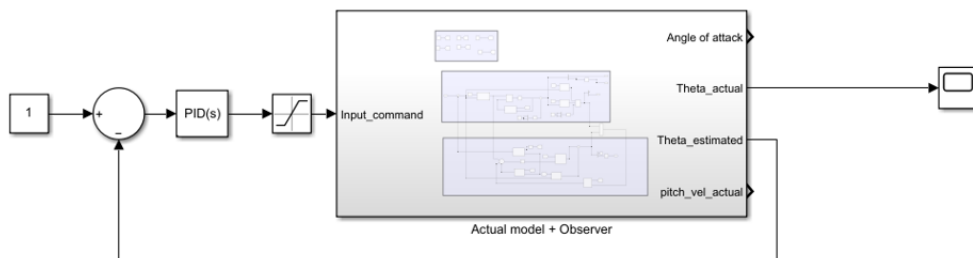 Angle of attack
1
+
−
PID(s)
Input_command
Theta_actual
Theta_estimated
pitch_vel_actual
Actual model + Observer